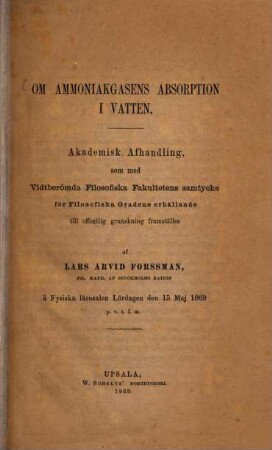 OM AMMONIAKGASENS ABSORPTION
I VATTEN.
Akademisk Afhandling,
som med
Vidtberömda Filosofiska Fakultetens samtycke
för Filosofiska Gradens erhållande
till offentlig granskning framställes
af
LARS ARVID FORSSMAN,
FIL. KAND. AF STOCKHOLMS NATION
å Fysiska lärosalen Lördagen den 15 Maj 1869
p. v. t. f. m.
UPSALA,
W. SCHULTZ' BOKTRYCKERI.
1869.